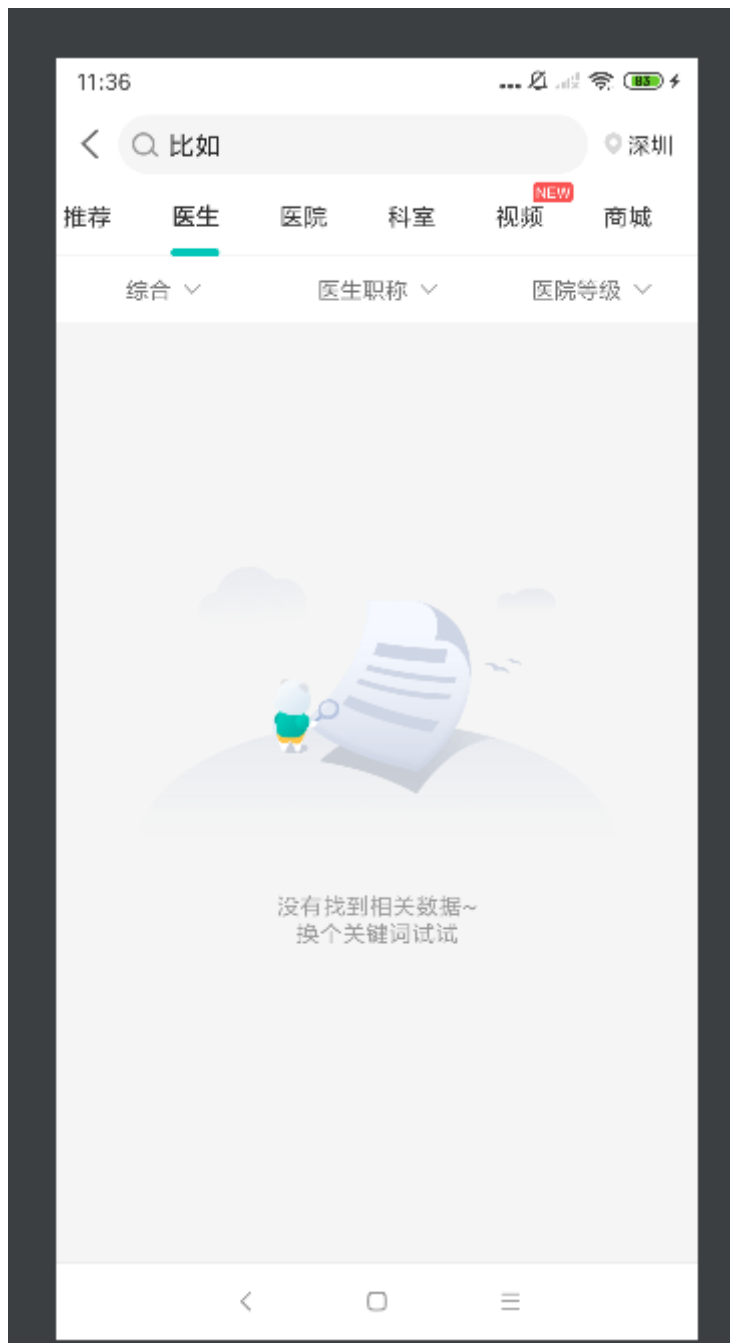 11:36
83
比如
深圳
NEW
推荐 医生 医院 科室 视频 商城
综合 医生职称 医院等级
没有找到相关数据~
换个关键词试试